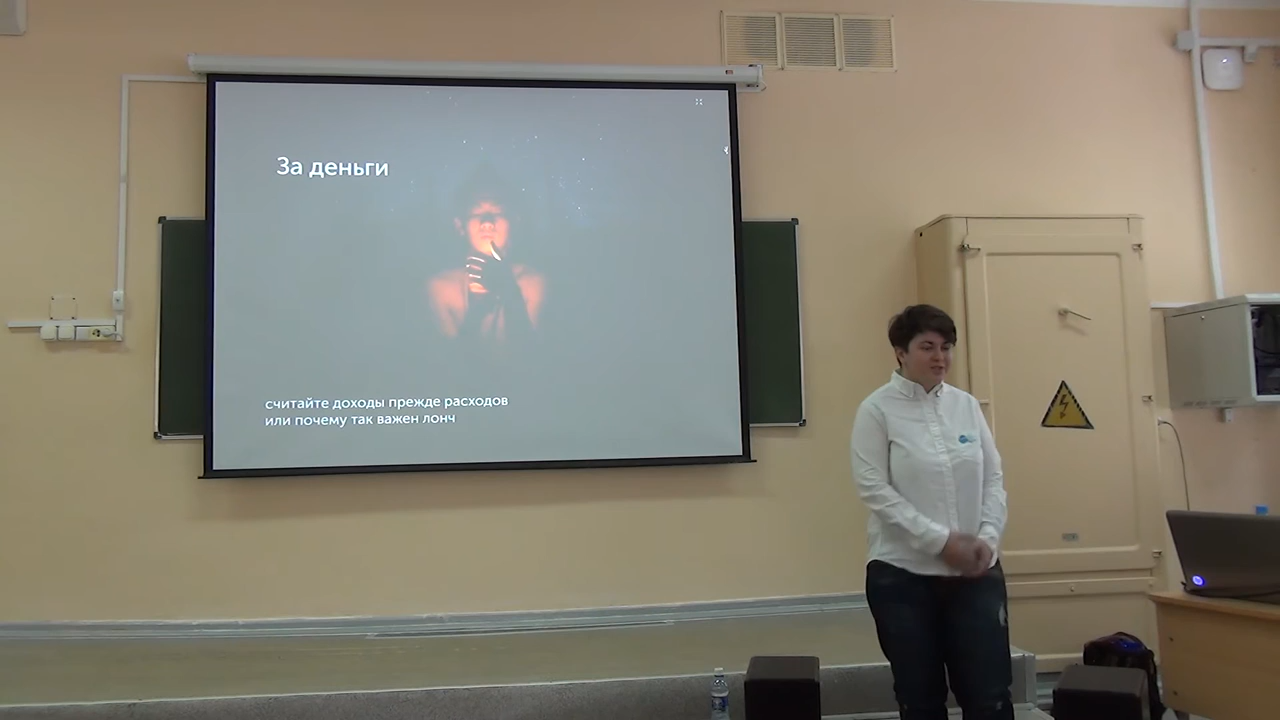 За деньги
считайте доходы прежде расходов
или почему так важен лонч